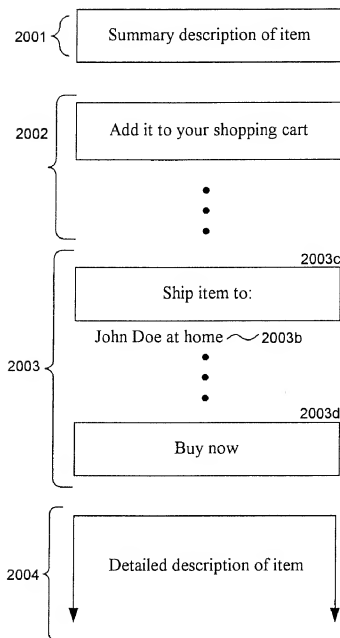 2001
Summary description of item
2002
Add it to your shopping cart
2003c
Ship item to:
John Doe at home 2003b
2003
2003d
Buy now
2004
Detailed description of item